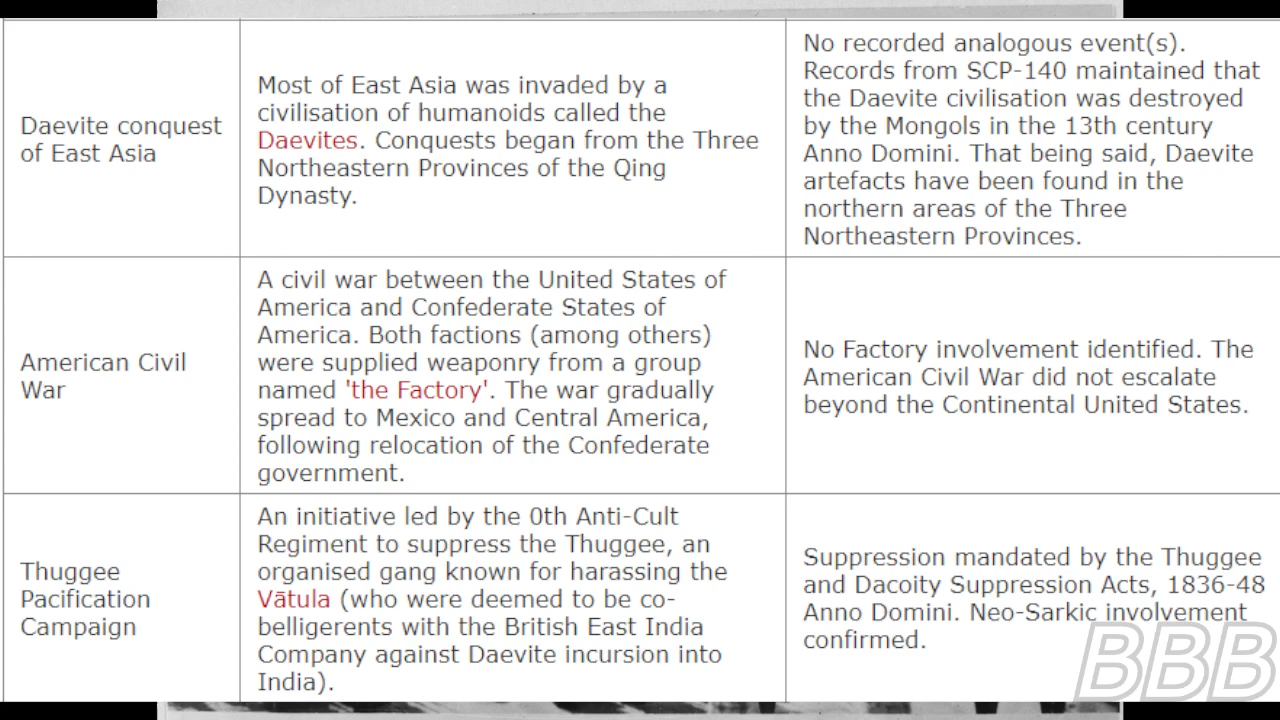 Daevite conquest
of East Asia
Most of East Asia was invaded by a
civilisation of humanoids called the
Daevites. Conquests began from the Three
Northeastern Provinces of the Qing
Dynasty.
No recorded analogous event(s).
Records from SCP-140 maintained that
the Daevite civilisation was destroyed
by the Mongols in the 13th century
Anno Domini. That being said, Daevite
artefacts have been found in the
northern areas of the Three
Northeastern Provinces.
American Civil
War
A civil war between the United States of
America and Confederate States of
America. Both factions (among others)
were supplied weaponry from a group
named 'the Factory'. The war gradually
spread to Mexico and Central America,
following relocation of the Confederate
government.
No Factory involvement identified. The
American Civil War did not escalate
beyond the Continental United States.
Thuggee
Pacification
Campaign
An initiative led by the 0th Anti-Cult
Regiment to suppress the Thuggee, an
organised gang known for harassing the
Vātula (who were deemed to be co-
belligerents with the British East India
Company against Daevite incursion into
India).
Suppression mandated by the Thuggee
and Dacoity Suppression Acts, 1836-48
Anno Domini. Neo-Sarkic involvement
confirmed.
BBB